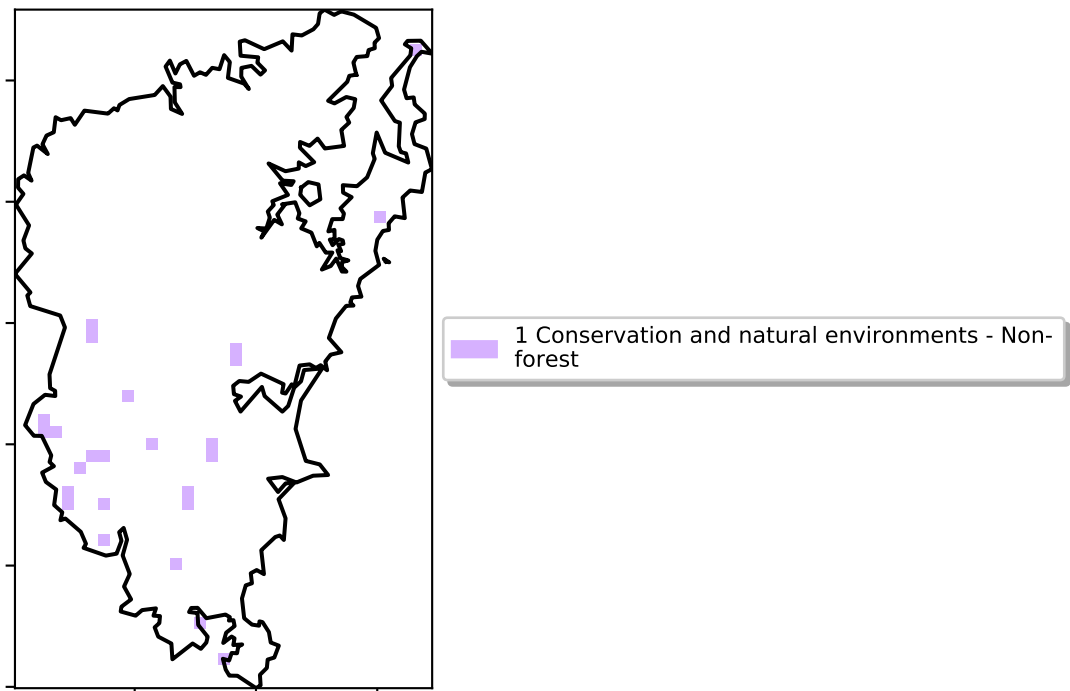 1 Conservation and natural environments - Non-
forest